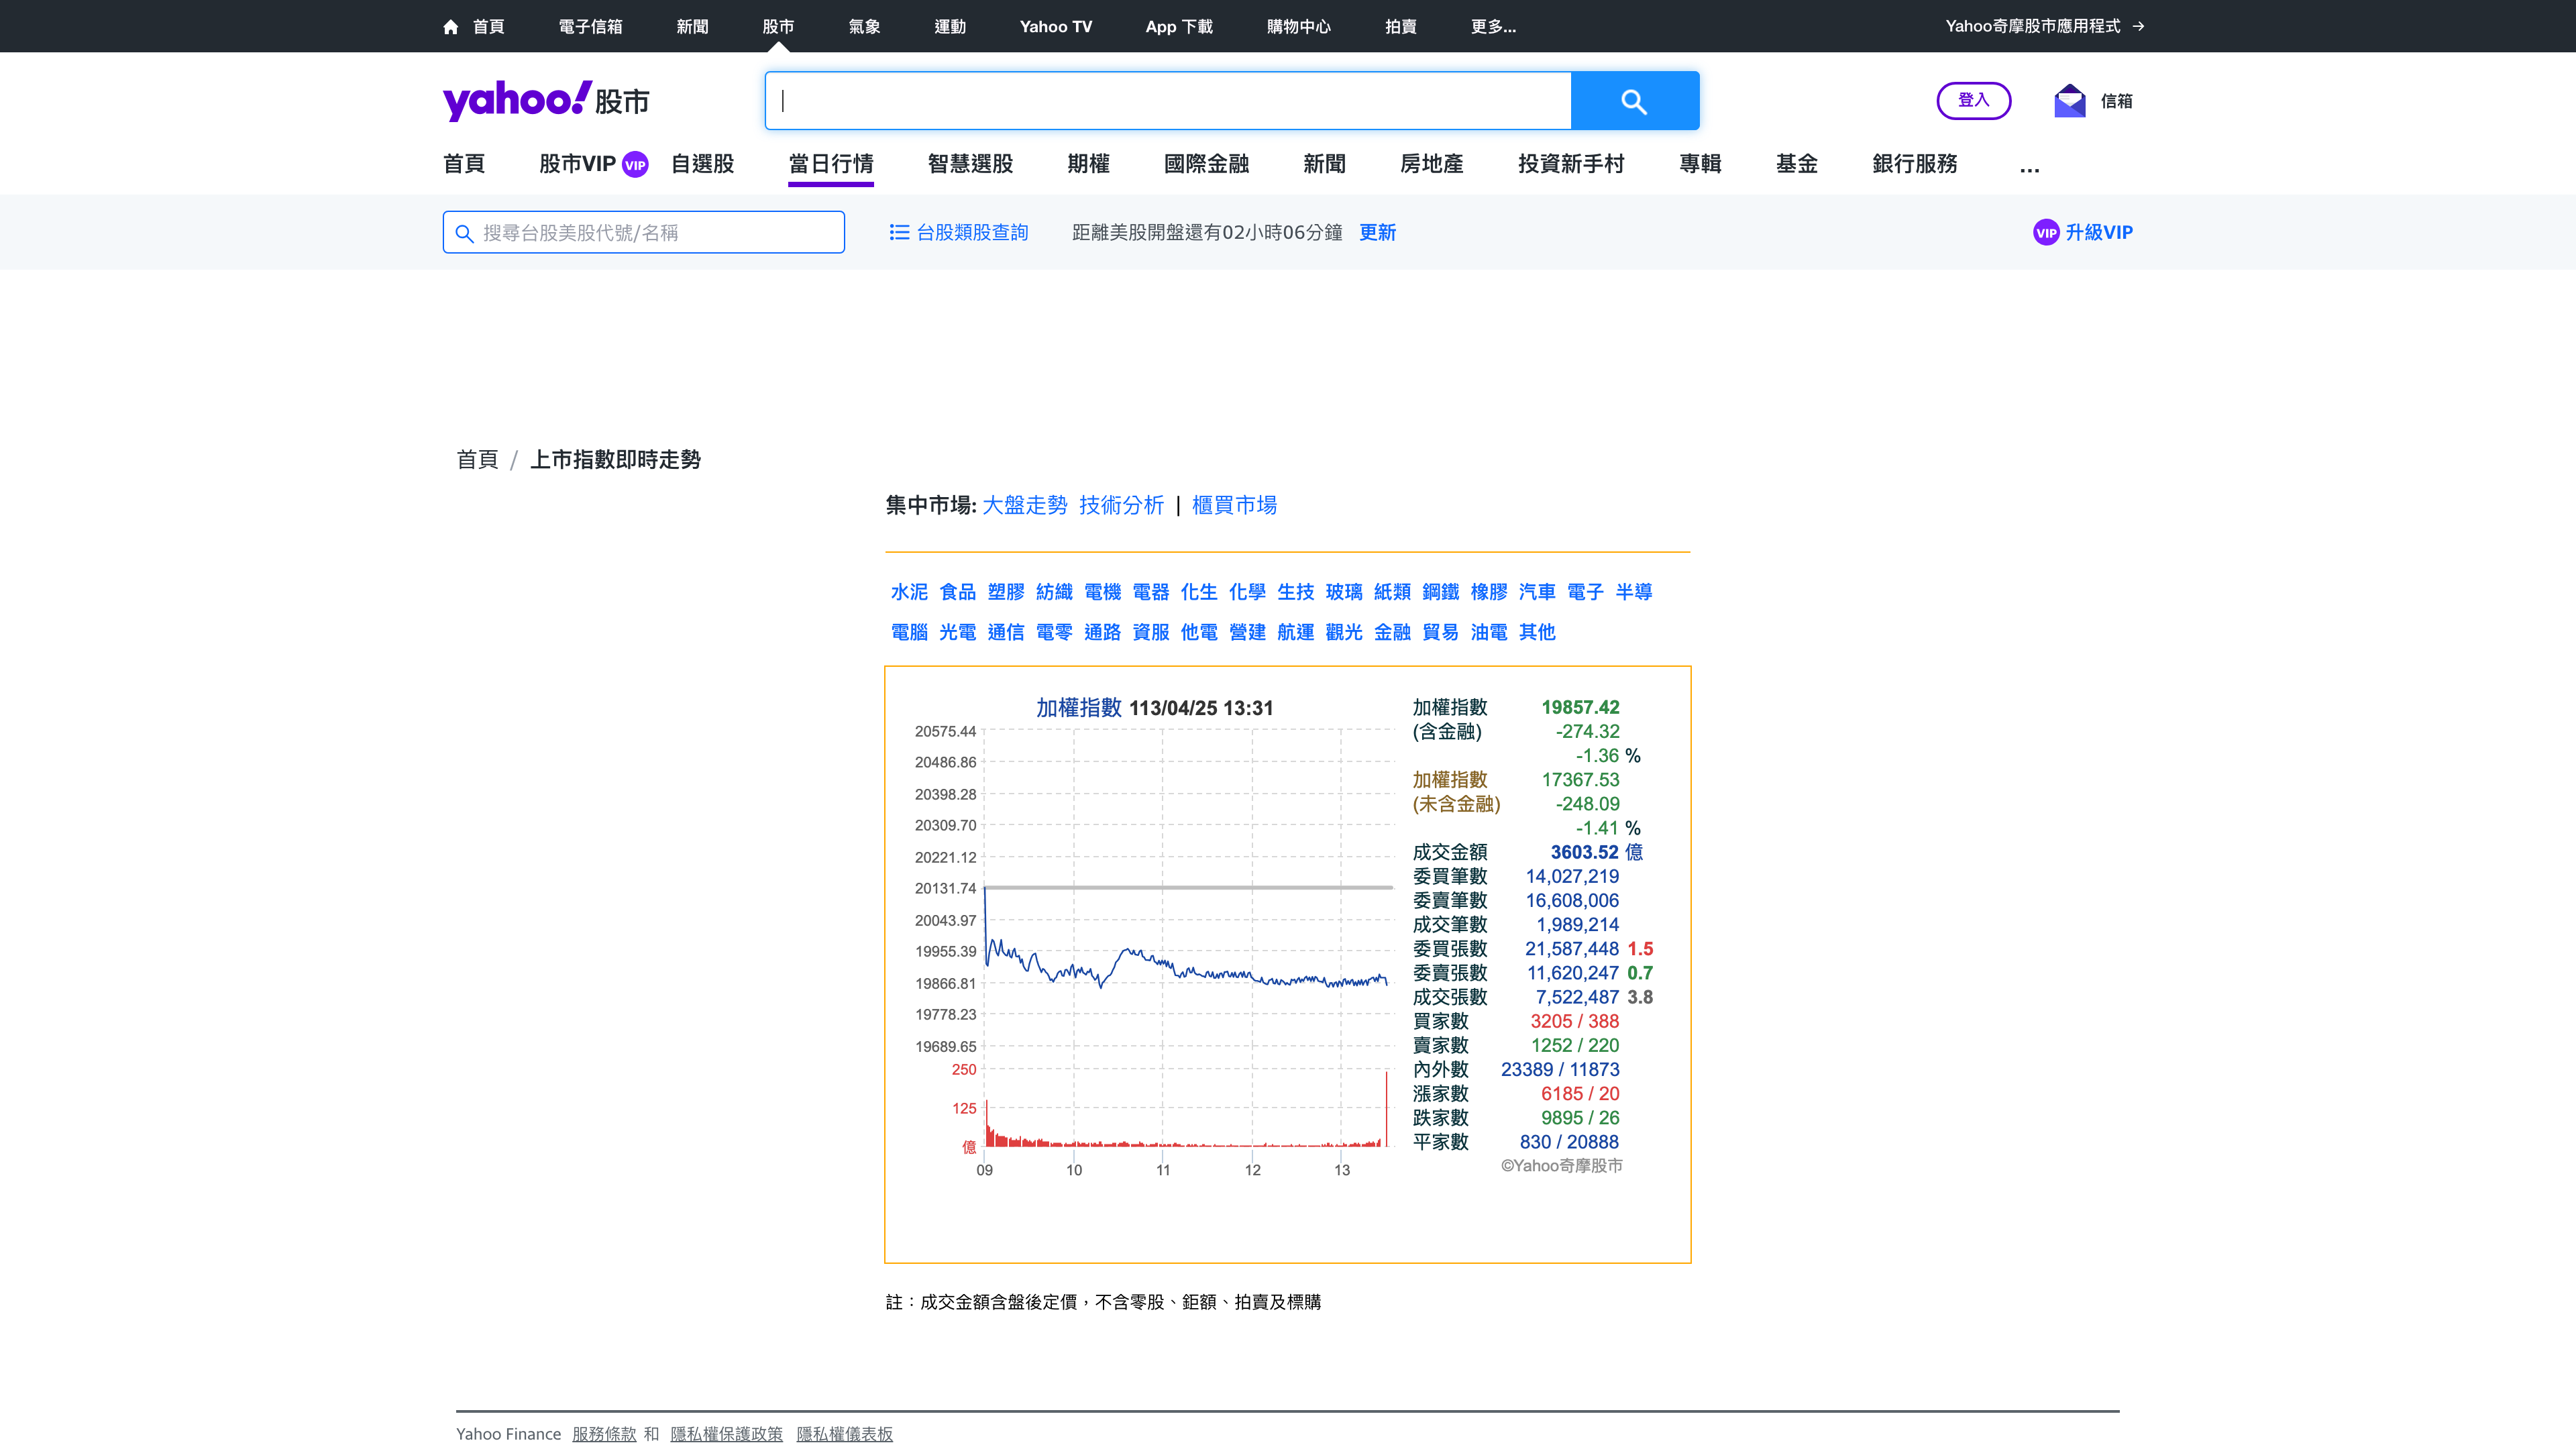 首頁 電子信箱 新聞 股市 氣象 運動 Yahoo TV App 下載 購物中心 拍賣 更多... Yahoo奇摩股市應用程式 →
yahoo! 股市 登入 信箱
首頁 股市VIP VIP 自選股 當日行情 智慧選股 期權 國際金融 新聞 房地產 投資新手村 專輯 基金 銀行服務 ...
搜尋台股美股代號/名稱 台股類股查詢 距離美股開盤還有02小時06分鐘 更新 VIP 升級VIP
首頁 / 上市指數即時走勢
集中市場: 大盤走勢 技術分析 | 櫃買市場
水泥 食品 塑膠 紡織 電機 電器 化生 化學 生技 玻璃 紙類 鋼鐵 橡膠 汽車 電子 半導
電腦 光電 通信 電零 通路 資服 他電 營建 航運 觀光 金融 貿易 油電 其他
加權指數 113/04/25 13:31
20575.44
20486.86
20398.28
20309.70
20221.12
20131.74
20043.97
19955.39
19866.81
19778.23
19689.65
250
125
億
09 10 11 12 13
加權指數 19857.42
(含金融) -274.32
-1.36 %
加權指數 17367.53
(未含金融) -248.09
-1.41 %
成交金額 3603.52 億
委買筆數 14,027,219
委賣筆數 16,608,006
成交筆數 1,989,214
委買張數 21,587,448 1.5
委賣張數 11,620,247 0.7
成交張數 7,522,487 3.8
買家數 3205 / 388
賣家數 1252 / 220
內外數 23389 / 11873
漲家數 6185 / 20
跌家數 9895 / 26
平家數 830 / 20888
©Yahoo奇摩股市
註：成交金額含盤後定價，不含零股、鉅額、拍賣及標購
Yahoo Finance 服務條款 和 隱私權保護政策 隱私權儀表板